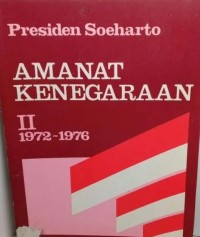 Presiden Soeharto
AMANAT
KENEGARAAN
II
1972-1976